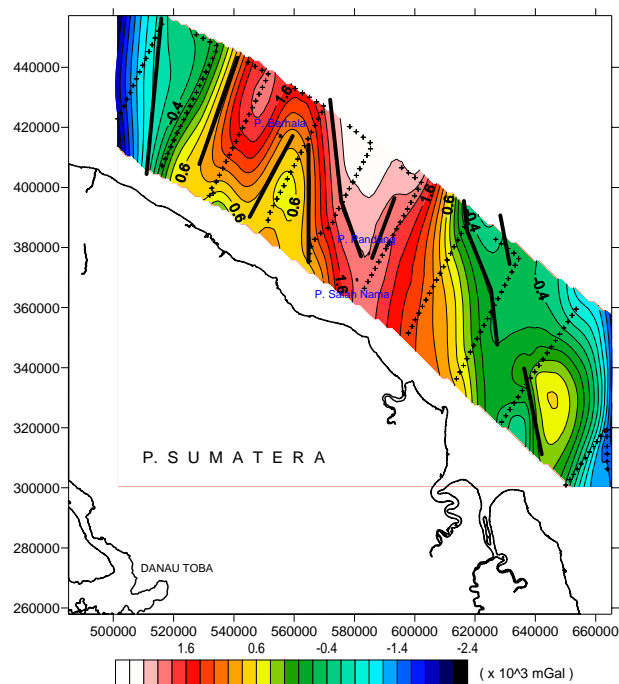 440000
-0.4
1.6
420000
P. Berhala
0.6
400000
1.6
0.6
0.6
0.6
-0.4
380000
P. Pandang
1.6
-0.4
360000
P. Salah Nama
340000
320000
P. S U M A T E R A
300000
280000
DANAU TOBA
260000
500000 520000 540000 560000 580000 600000 620000 640000 660000
1.6 0.6 -0.4 -1.4 -2.4
( x 10^3 mGal )